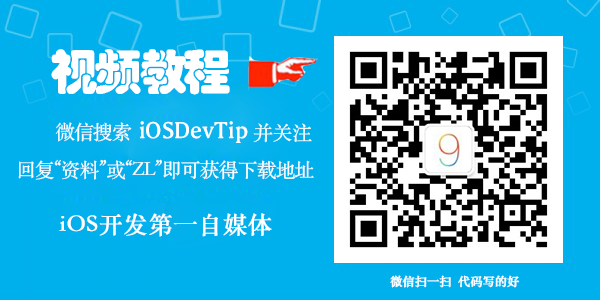 视频教程
微信搜索 iOSDevTip 并关注
回复“资料”或“ZL”即可获得下载地址
iOS开发第一自媒体
9
微信扫一扫 代码写的好